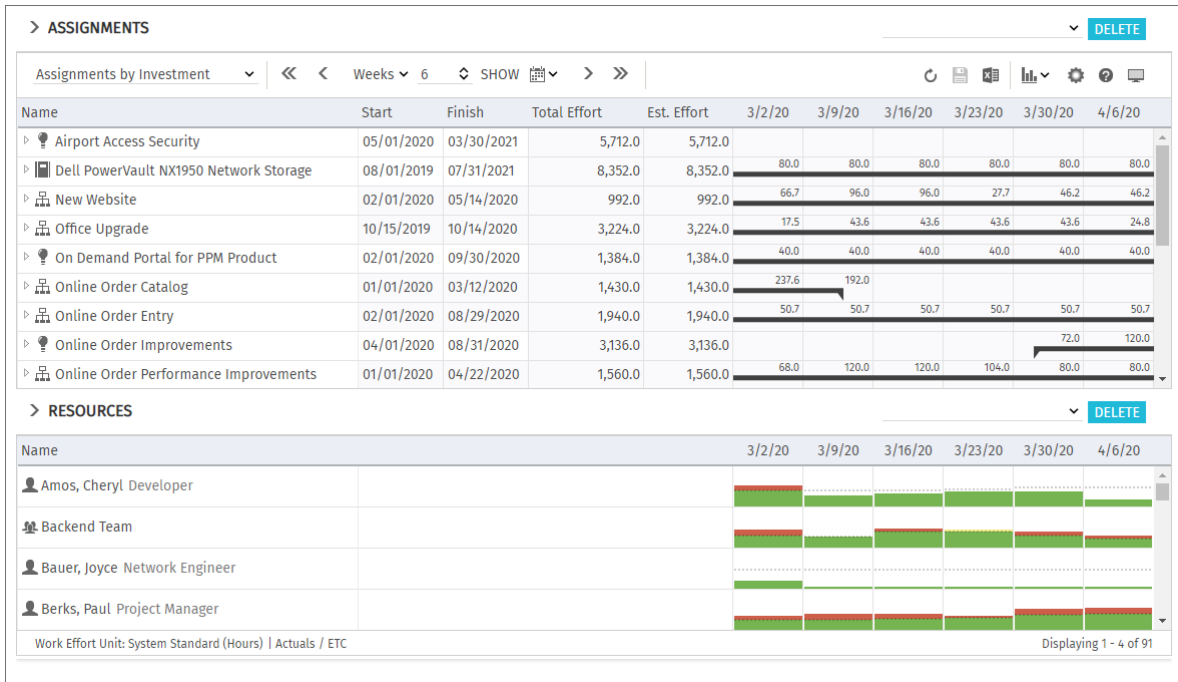 ASSIGNMENTS DELETE
Assignments by Investment Weeks 6 SHOW
Name Start Finish Total Effort Est. Effort 3/2/20 3/9/20 3/16/20 3/23/20 3/30/20 4/6/20
Airport Access Security 05/01/2020 03/30/2021 5,712.0 5,712.0
Dell PowerVault NX1950 Network Storage 08/01/2019 07/31/2021 8,352.0 8,352.0 80.0 80.0 80.0 80.0 80.0 80.0
New Website 02/01/2020 05/14/2020 992.0 992.0 66.7 96.0 96.0 27.7 46.2 46.2
Office Upgrade 10/15/2019 10/14/2020 3,224.0 3,224.0 17.5 43.6 43.6 43.6 43.6 24.8
On Demand Portal for PPM Product 02/01/2020 09/30/2020 1,384.0 1,384.0 40.0 40.0 40.0 40.0 40.0 40.0
Online Order Catalog 01/01/2020 03/12/2020 1,430.0 1,430.0 237.6 192.0
Online Order Entry 02/01/2020 08/29/2020 1,940.0 1,940.0 50.7 50.7 50.7 50.7 50.7 50.7
Online Order Improvements 04/01/2020 08/31/2020 3,136.0 3,136.0 72.0 120.0
Online Order Performance Improvements 01/01/2020 04/22/2020 1,560.0 1,560.0 68.0 120.0 120.0 104.0 80.0 80.0
RESOURCES DELETE
Name 3/2/20 3/9/20 3/16/20 3/23/20 3/30/20 4/6/20
Amos, Cheryl Developer
Backend Team
Bauer, Joyce Network Engineer
Berks, Paul Project Manager
Work Effort Unit: System Standard (Hours) | Actuals / ETC Displaying 1 - 4 of 91